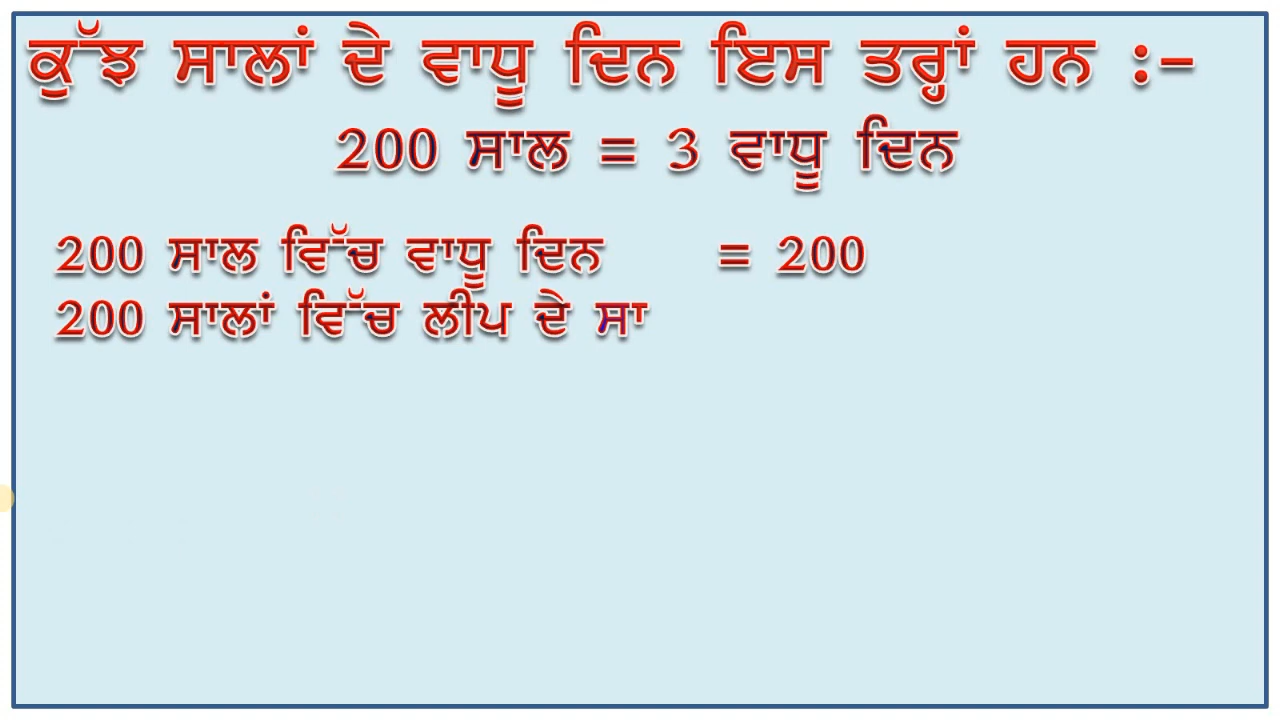 ਕੁੱਝ ਸਾਲਾਂ ਦੇ ਵਾਧੂ ਦਿਨ ਇਸ ਤਰ੍ਹਾਂ ਹਨ :-
200 ਸਾਲ = 3 ਵਾਧੂ ਦਿਨ
200 ਸਾਲ ਵਿੱਚ ਵਾਧੂ ਦਿਨ = 200
200 ਸਾਲਾਂ ਵਿੱਚ ਲੀਪ ਦੇ ਸਾ